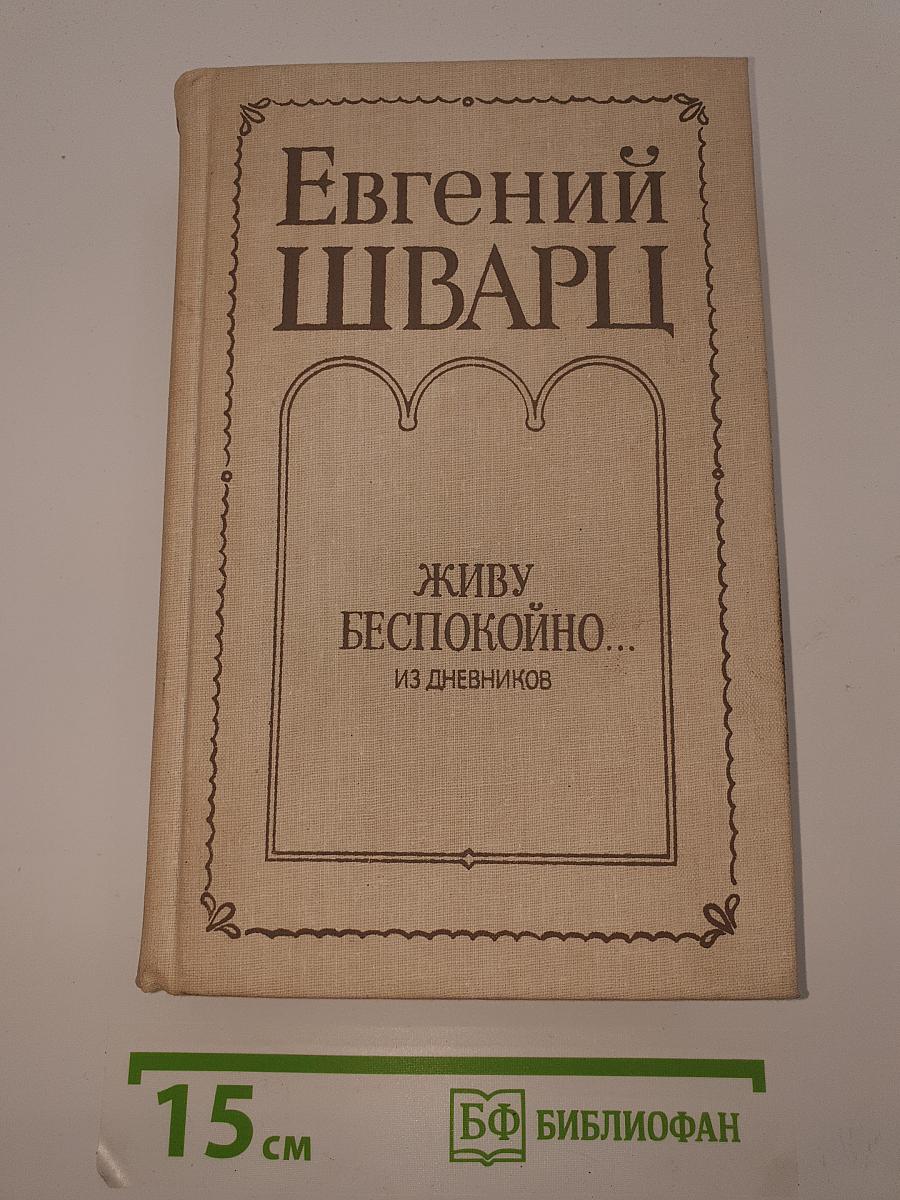 Евгений
ШВАРЦ
ЖИВУ
БЕСПОКОЙНО...
ИЗ ДНЕВНИКОВ
15 см
БФ БИБЛИОФАН